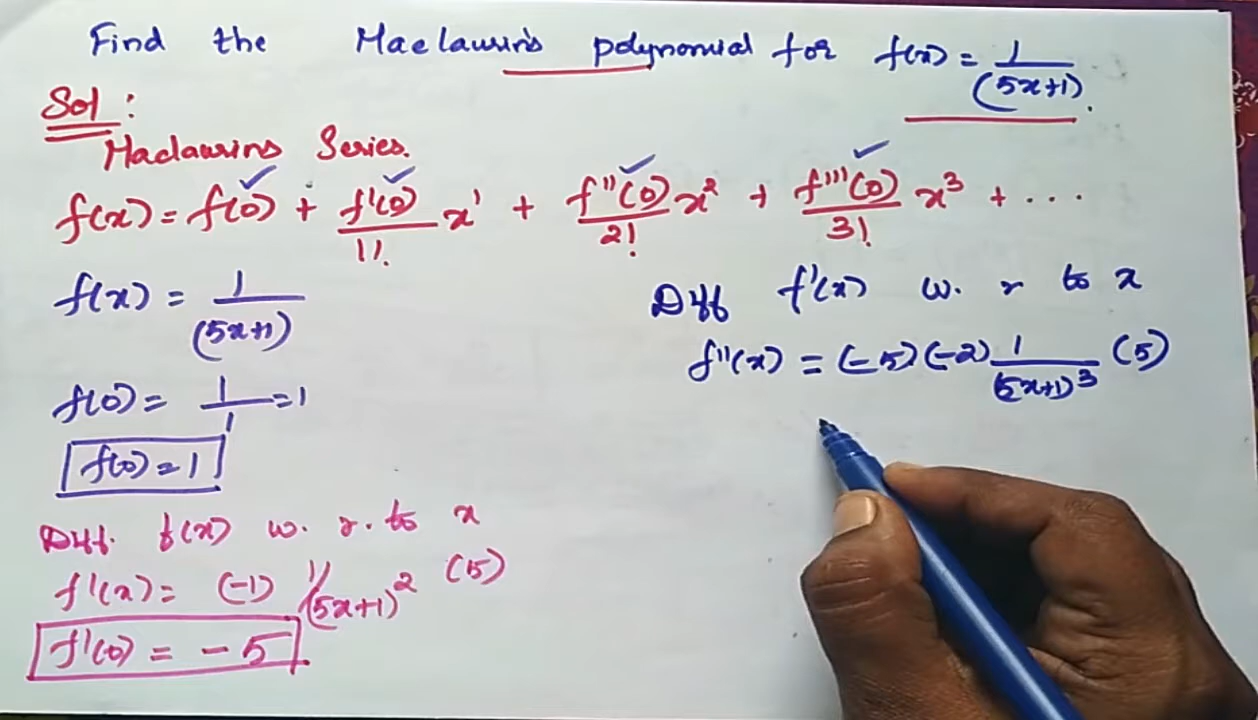 Find the Maclaurin's polynomial for f(x) = 1/(5x+1).
Sol :
Maclaurins Series.
f(x) = f(0) + f'(0)/1! x¹ + f''(0)/2! x² + f'''(0)/3! x³ + ...
f(x) = 1/(5x+1)
f(0) = 1/1 = 1
f(0) = 1
Diff. f(x) w. r. to x
f'(x) = (-1) 1/(5x+1)² (5)
f'(0) = -5
Diff f'(x) w. r to x
f''(x) = (-5)(-2) 1/(5x+1)³ (5)